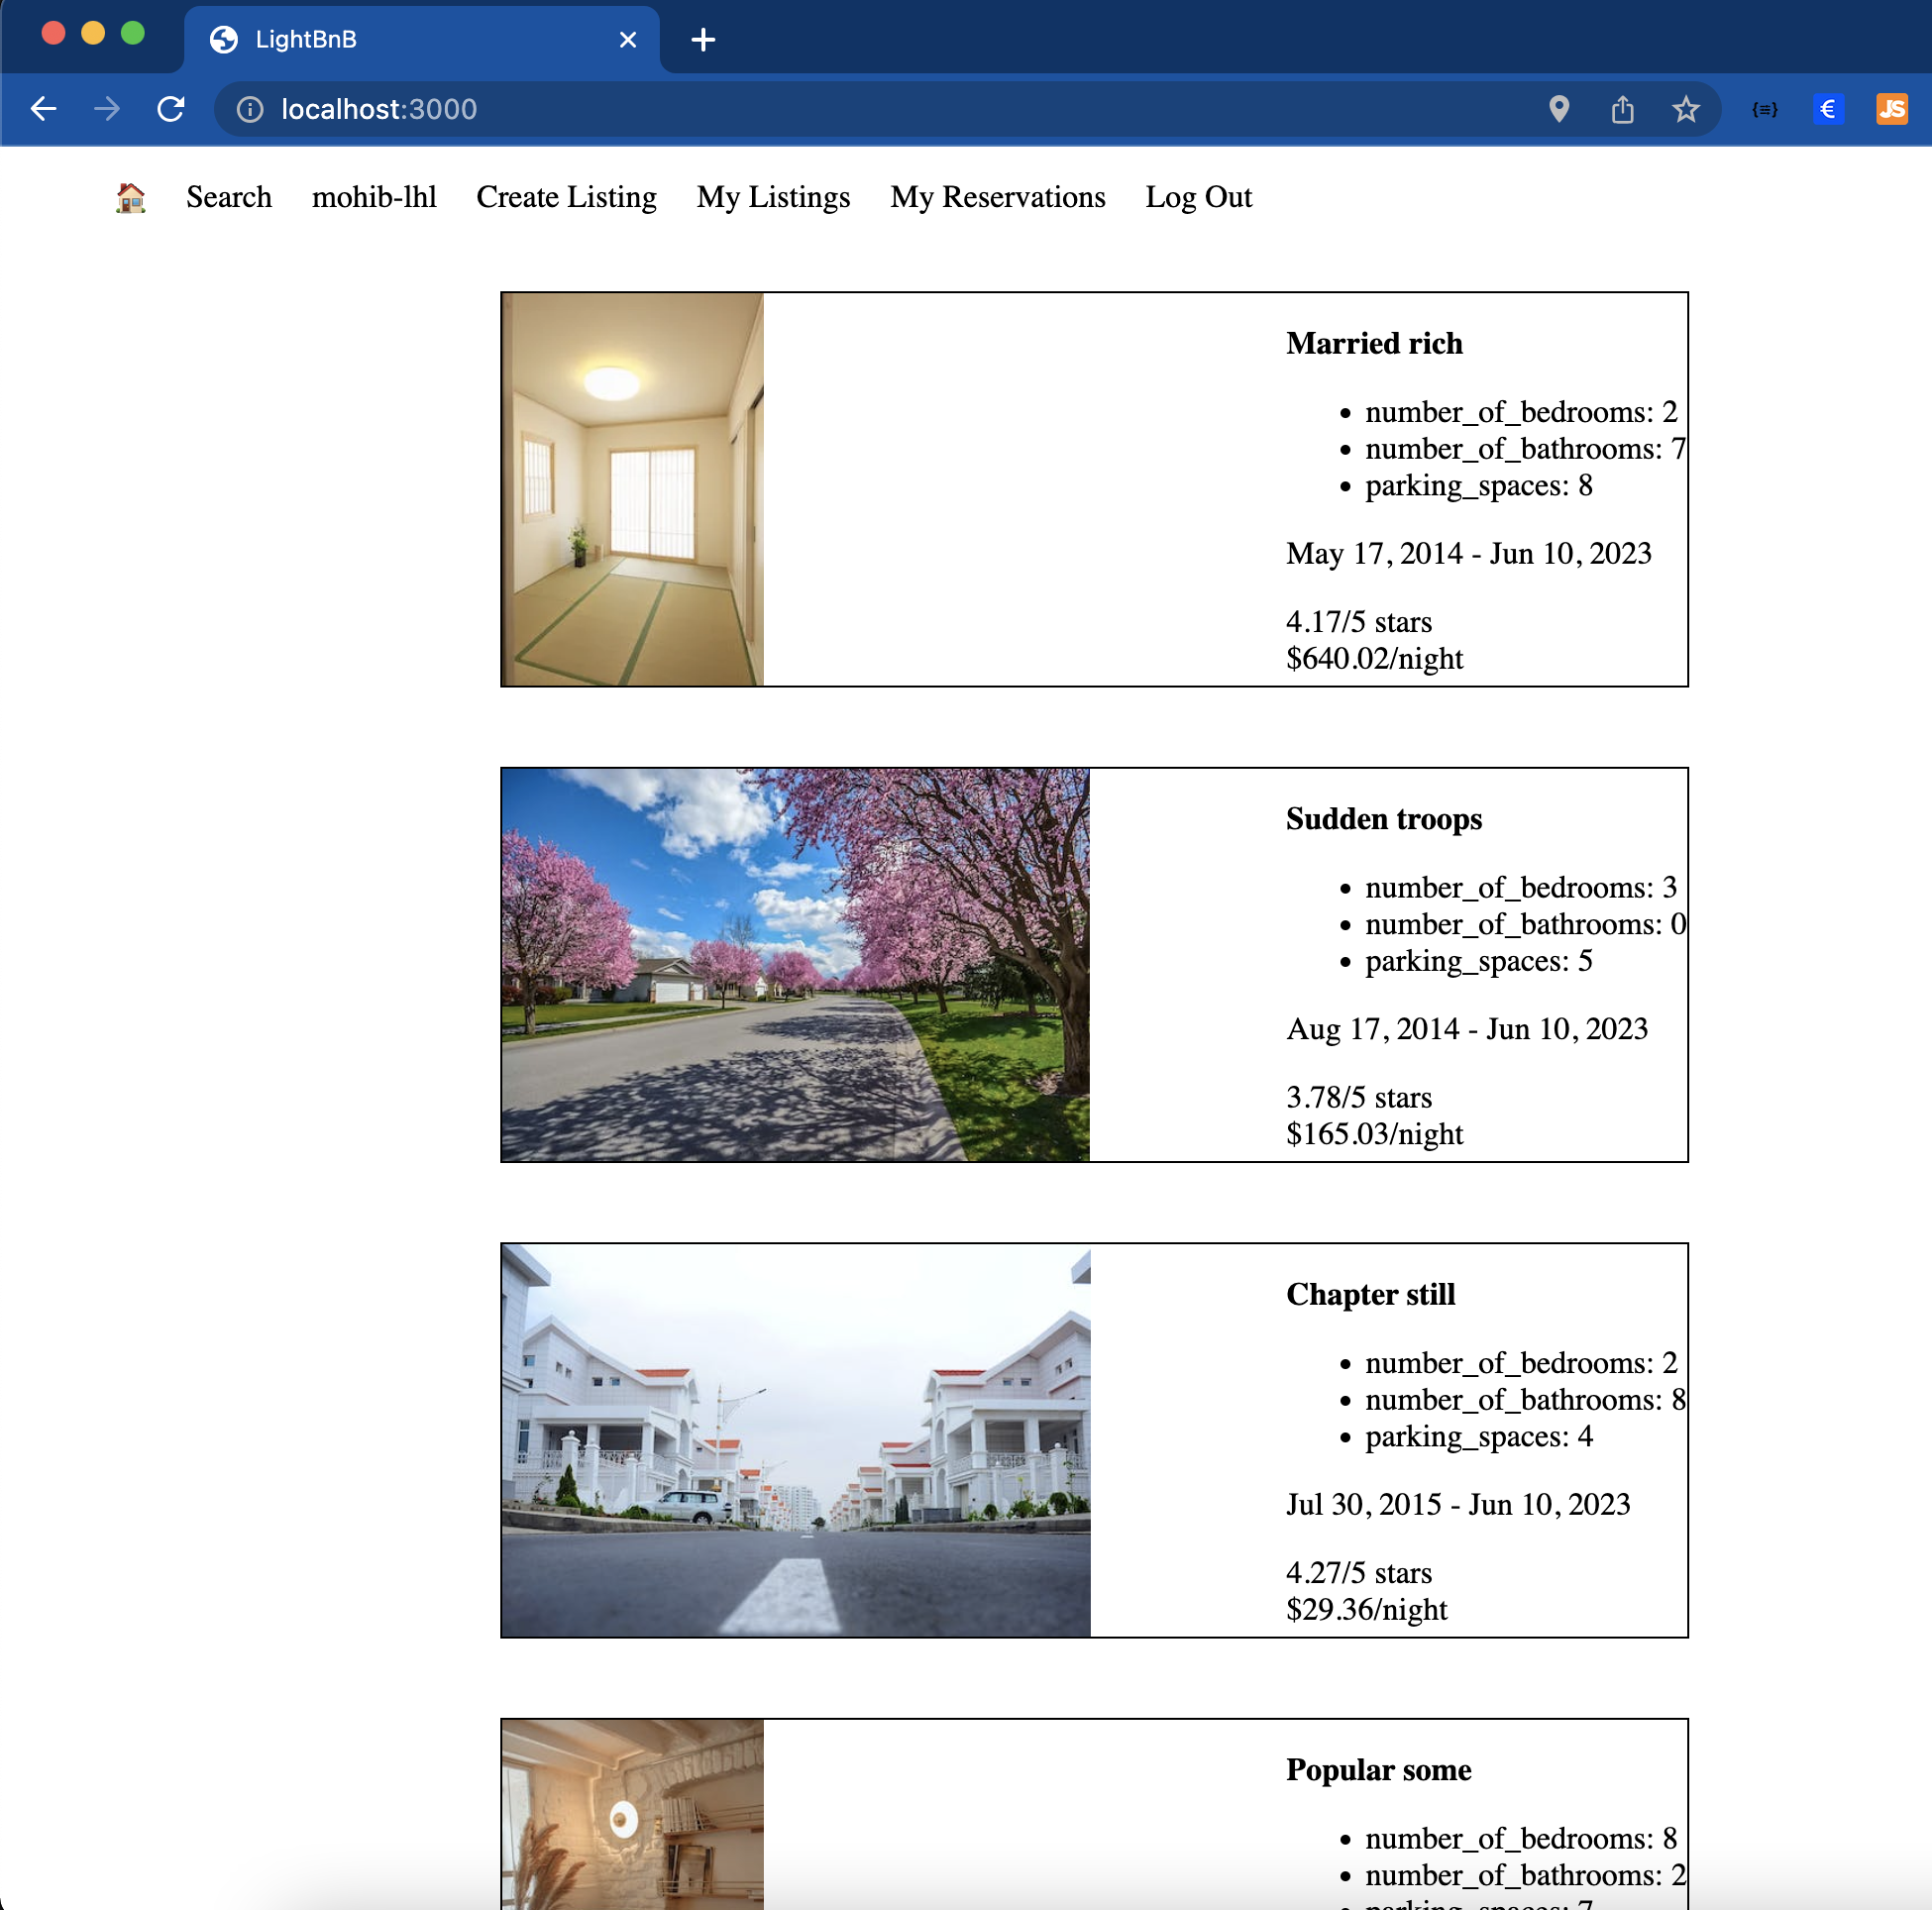 LightBnB
localhost:3000
{≡} € JS
Search mohib-lhl Create Listing My Listings My Reservations Log Out
Married rich
• number_of_bedrooms: 2
• number_of_bathrooms: 7
• parking_spaces: 8
May 17, 2014 - Jun 10, 2023
4.17/5 stars
$640.02/night
Sudden troops
• number_of_bedrooms: 3
• number_of_bathrooms: 0
• parking_spaces: 5
Aug 17, 2014 - Jun 10, 2023
3.78/5 stars
$165.03/night
Chapter still
• number_of_bedrooms: 2
• number_of_bathrooms: 8
• parking_spaces: 4
Jul 30, 2015 - Jun 10, 2023
4.27/5 stars
$29.36/night
Popular some
• number_of_bedrooms: 8
• number_of_bathrooms: 2
• parking_spaces: 7